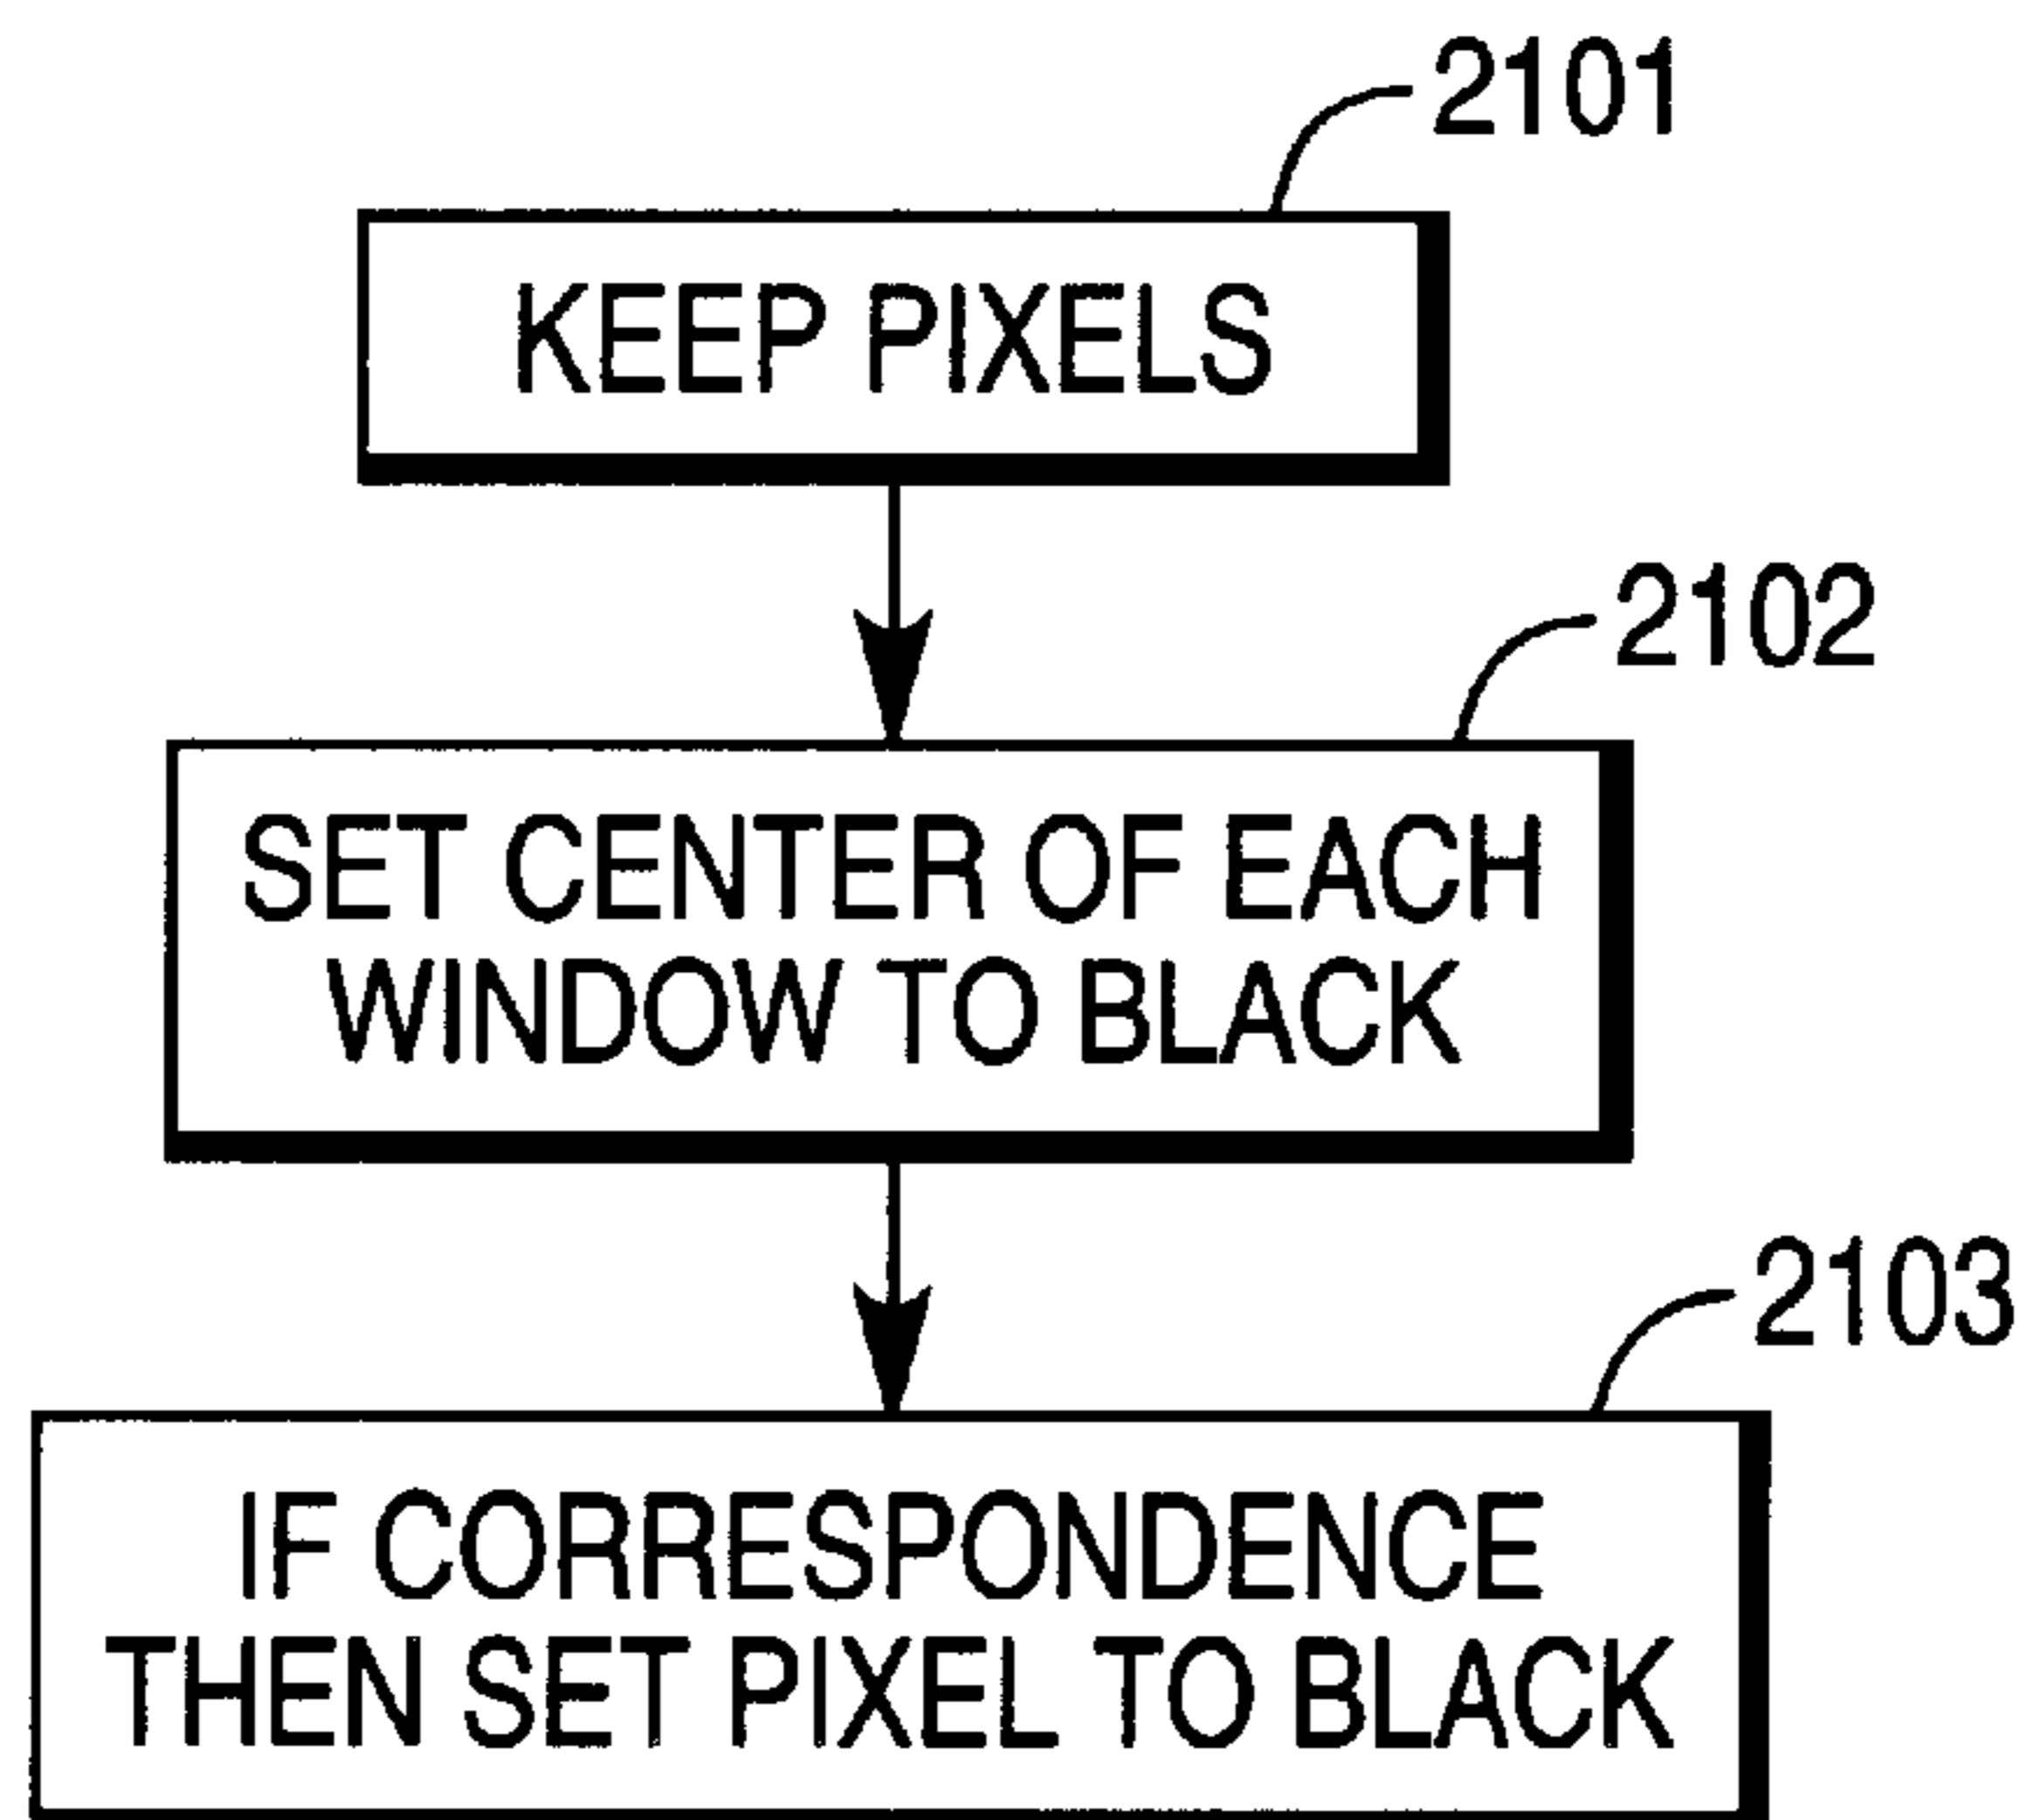 2101
KEEP PIXELS
2102
SET CENTER OF EACH
WINDOW TO BLACK
2103
IF CORRESPONDENCE
THEN SET PIXEL TO BLACK